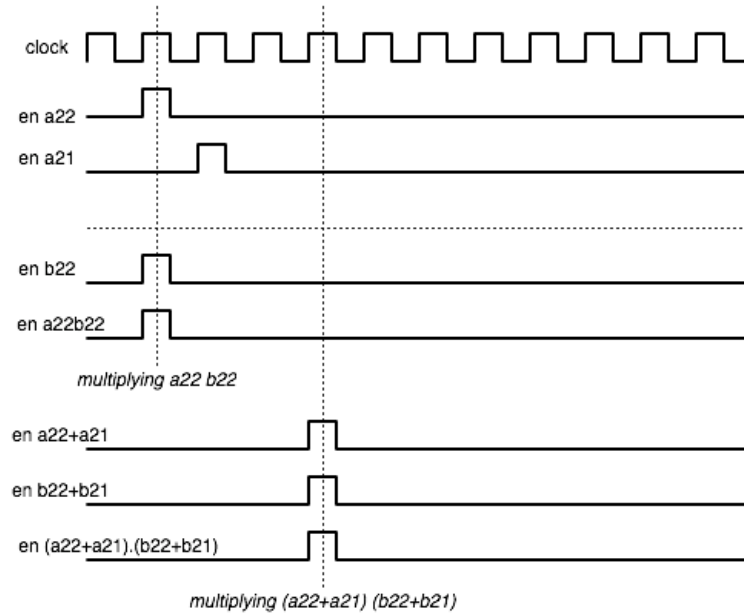 clock
en a22
en a21
en b22
en a22b22
multiplying a22 b22
en a22+a21
en b22+b21
en (a22+a21).(b22+b21)
multiplying (a22+a21) (b22+b21)